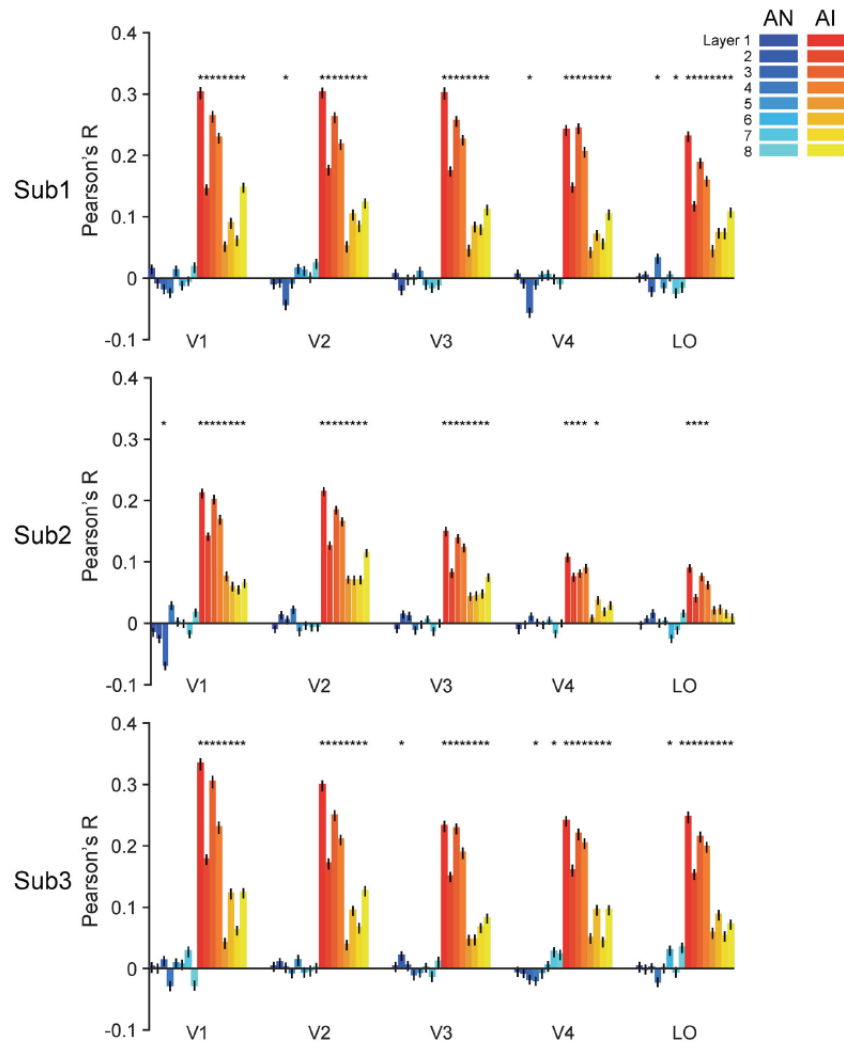 AN AI
Layer 1
2
3
4
5
6
7
8
0.4
0.3
0.2
0.1
0
-0.1
Pearson's R
Sub1
* * * * * * * *
*
* * * * * * * *
* * * * * * * *
*
* * * * * * * *
* * * * * * * * * *
V1 V2 V3 V4 LO
0.4
0.3
0.2
0.1
0
-0.1
Pearson's R
Sub2
*
* * * * * * * *
* * * * * * * *
* * * * * * * *
* * * * *
* * * *
V1 V2 V3 V4 LO
0.4
0.3
0.2
0.1
0
-0.1
Pearson's R
Sub3
* * * * * * * *
* * * * * * * *
*
* * * * * * * *
* *
* * * * * * * *
* * * * * * * * * *
V1 V2 V3 V4 LO